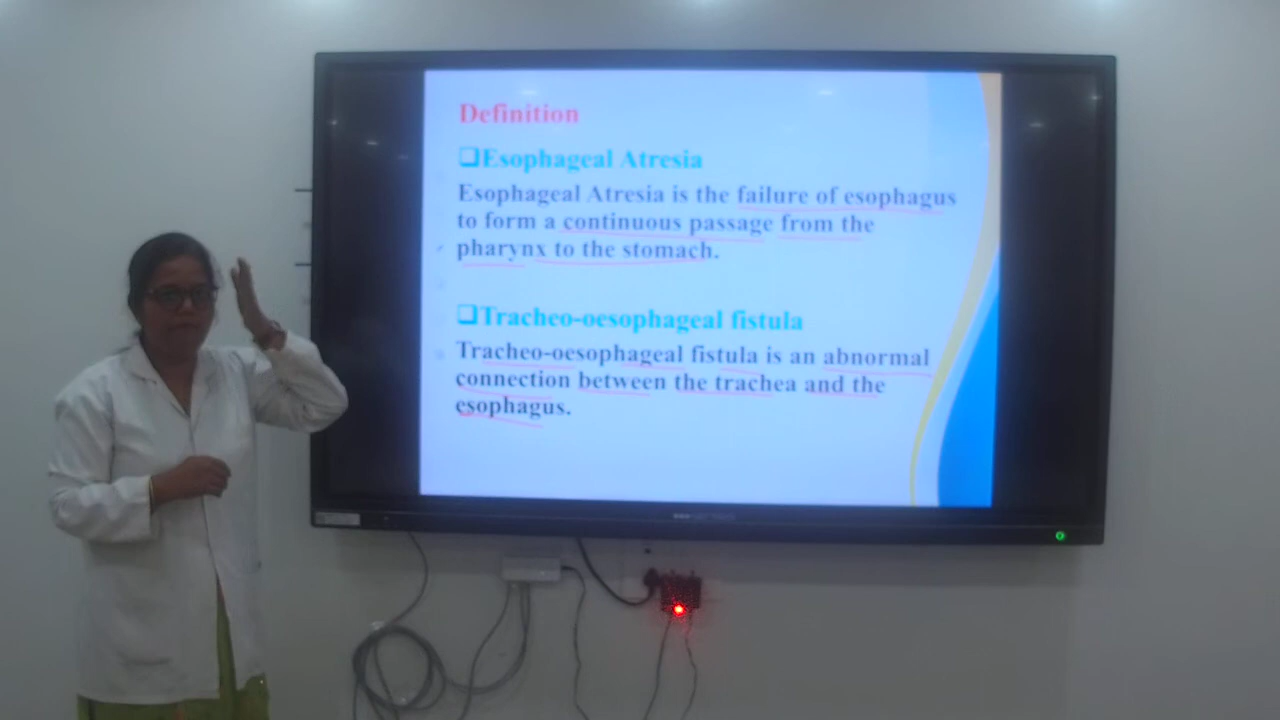 Definition
❑Esophageal Atresia
Esophageal Atresia is the failure of esophagus
to form a continuous passage from the
pharynx to the stomach.
❑Tracheo-oesophageal fistula
Tracheo-oesophageal fistula is an abnormal
connection between the trachea and the
esophagus.